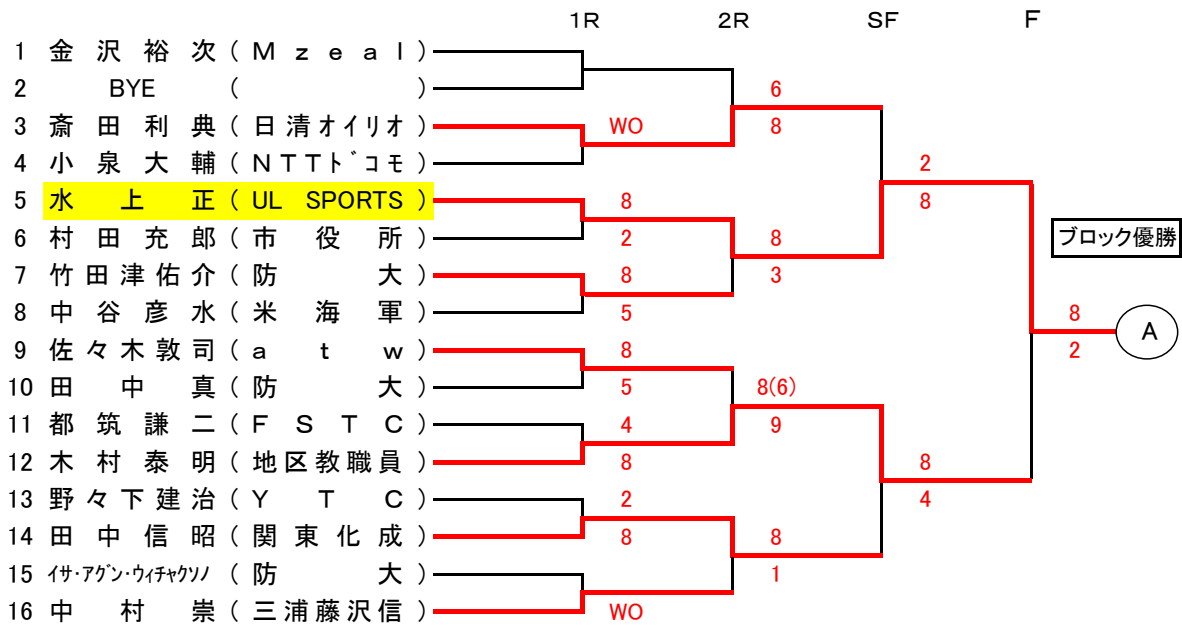 1R 2R SF F
1 金沢裕次(Mzeal)
2 BYE ( ) 6
3 斎田利典(日清オイリオ) WO 8
4 小泉大輔(NTTドコモ) 2
5 水上正(UL SPORTS) 8 8
6 村田充郎(市役所) 2 8 ブロック優勝
7 竹田津佑介(防大) 8 3
8 中谷彦水(米海軍) 5 8
9 佐々木敦司(atw) 8 2 A
10 田中真(防大) 5 8(6)
11 都筑謙二(FSTC) 4 9
12 木村泰明(地区教職員) 8 8
13 野々下建治(YTC) 2 4
14 田中信昭(関東化成) 8 8
15 イサ・アグン・ウィチャクソノ(防大) 1
16 中村崇(三浦藤沢信) WO